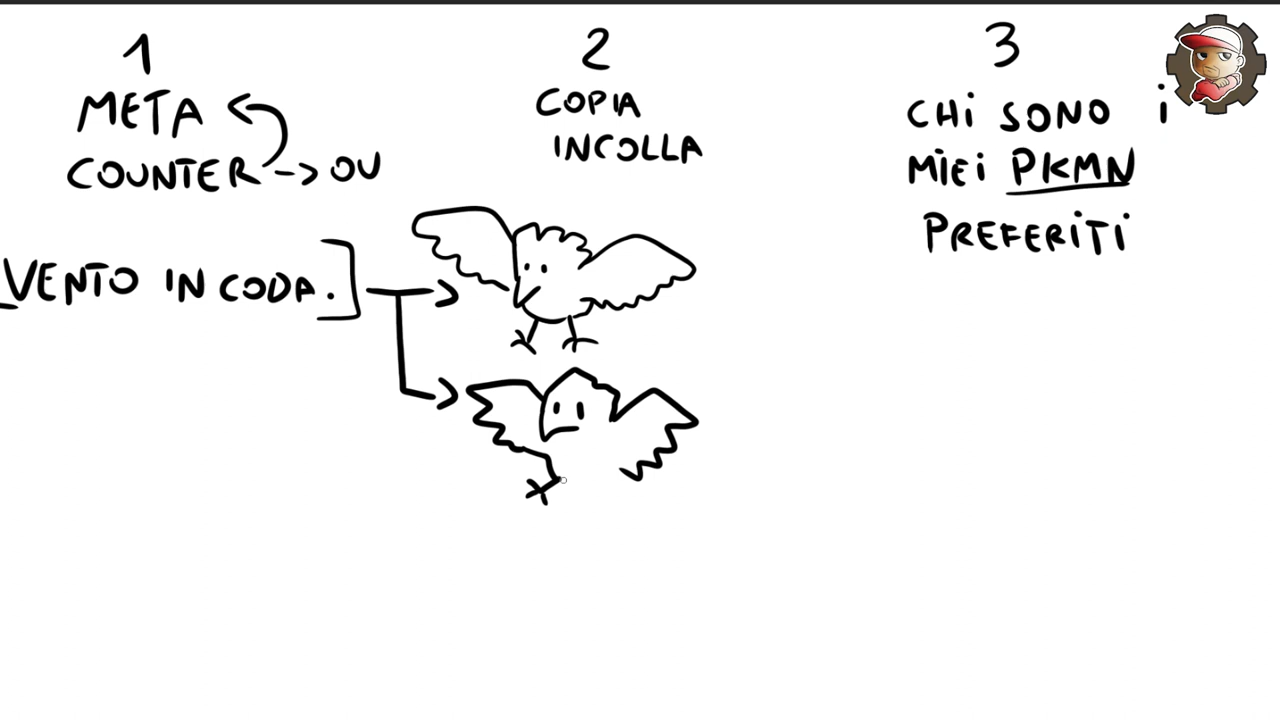 1
META
COUNTER -> OU
2
COPIA
INCOLLA
3
CHi SONO i
MIEi PKMN
PREFERiTi
VENTO IN CODA.